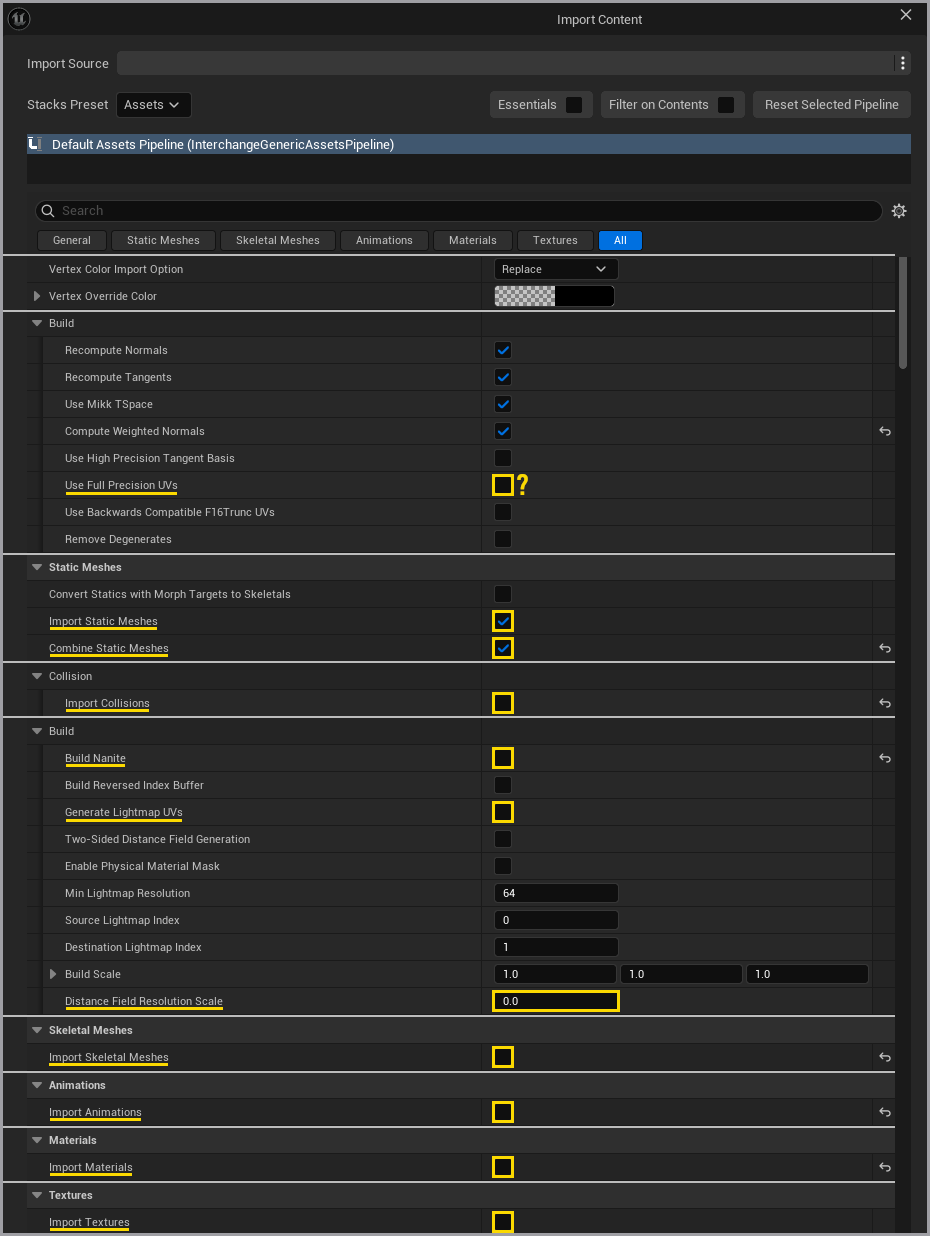 Import Content
Import Source
Stacks Preset Assets Essentials Filter on Contents Reset Selected Pipeline
Default Assets Pipeline (InterchangeGenericAssetsPipeline)
Search
General Static Meshes Skeletal Meshes Animations Materials Textures All
Vertex Color Import Option Replace
Vertex Override Color
Build
Recompute Normals
Recompute Tangents
Use Mikk TSpace
Compute Weighted Normals
Use High Precision Tangent Basis
Use Full Precision UVs ?
Use Backwards Compatible F16Trunc UVs
Remove Degenerates
Static Meshes
Convert Statics with Morph Targets to Skeletals
Import Static Meshes
Combine Static Meshes
Collision
Import Collisions
Build
Build Nanite
Build Reversed Index Buffer
Generate Lightmap UVs
Two-Sided Distance Field Generation
Enable Physical Material Mask
Min Lightmap Resolution 64
Source Lightmap Index 0
Destination Lightmap Index 1
Build Scale 1.0 1.0 1.0
Distance Field Resolution Scale 0.0
Skeletal Meshes
Import Skeletal Meshes
Animations
Import Animations
Materials
Import Materials
Textures
Import Textures